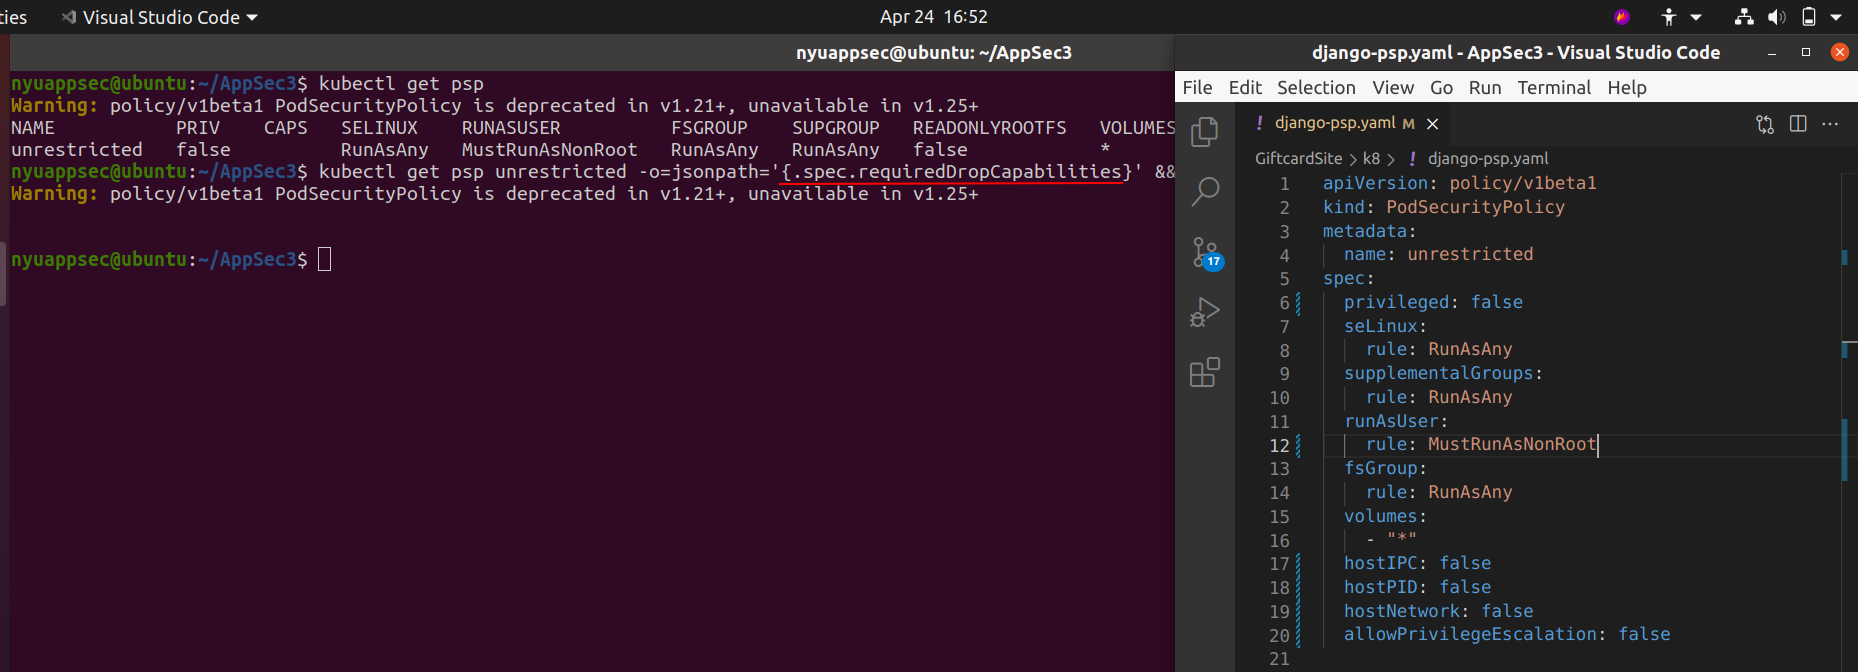 ties Visual Studio Code Apr 24 16:52
nyuappsec@ubuntu: ~/AppSec3
nyuappsec@ubuntu:~/AppSec3$ kubectl get psp
Warning: policy/v1beta1 PodSecurityPolicy is deprecated in v1.21+, unavailable in v1.25+
NAME PRIV CAPS SELINUX RUNASUSER FSGROUP SUPGROUP READONLYROOTFS VOLUMES
unrestricted false RunAsAny MustRunAsNonRoot RunAsAny RunAsAny false *
nyuappsec@ubuntu:~/AppSec3$ kubectl get psp unrestricted -o=jsonpath='{.spec.requiredDropCapabilities}' &&
Warning: policy/v1beta1 PodSecurityPolicy is deprecated in v1.21+, unavailable in v1.25+
nyuappsec@ubuntu:~/AppSec3$
django-psp.yaml - AppSec3 - Visual Studio Code
File Edit Selection View Go Run Terminal Help
! django-psp.yaml M
GiftcardSite > k8 > ! django-psp.yaml
17
1 apiVersion: policy/v1beta1
2 kind: PodSecurityPolicy
3 metadata:
4 name: unrestricted
5 spec:
6 privileged: false
7 seLinux:
8 rule: RunAsAny
9 supplementalGroups:
10 rule: RunAsAny
11 runAsUser:
12 rule: MustRunAsNonRoot
13 fsGroup:
14 rule: RunAsAny
15 volumes:
16 - "*"
17 hostIPC: false
18 hostPID: false
19 hostNetwork: false
20 allowPrivilegeEscalation: false
21